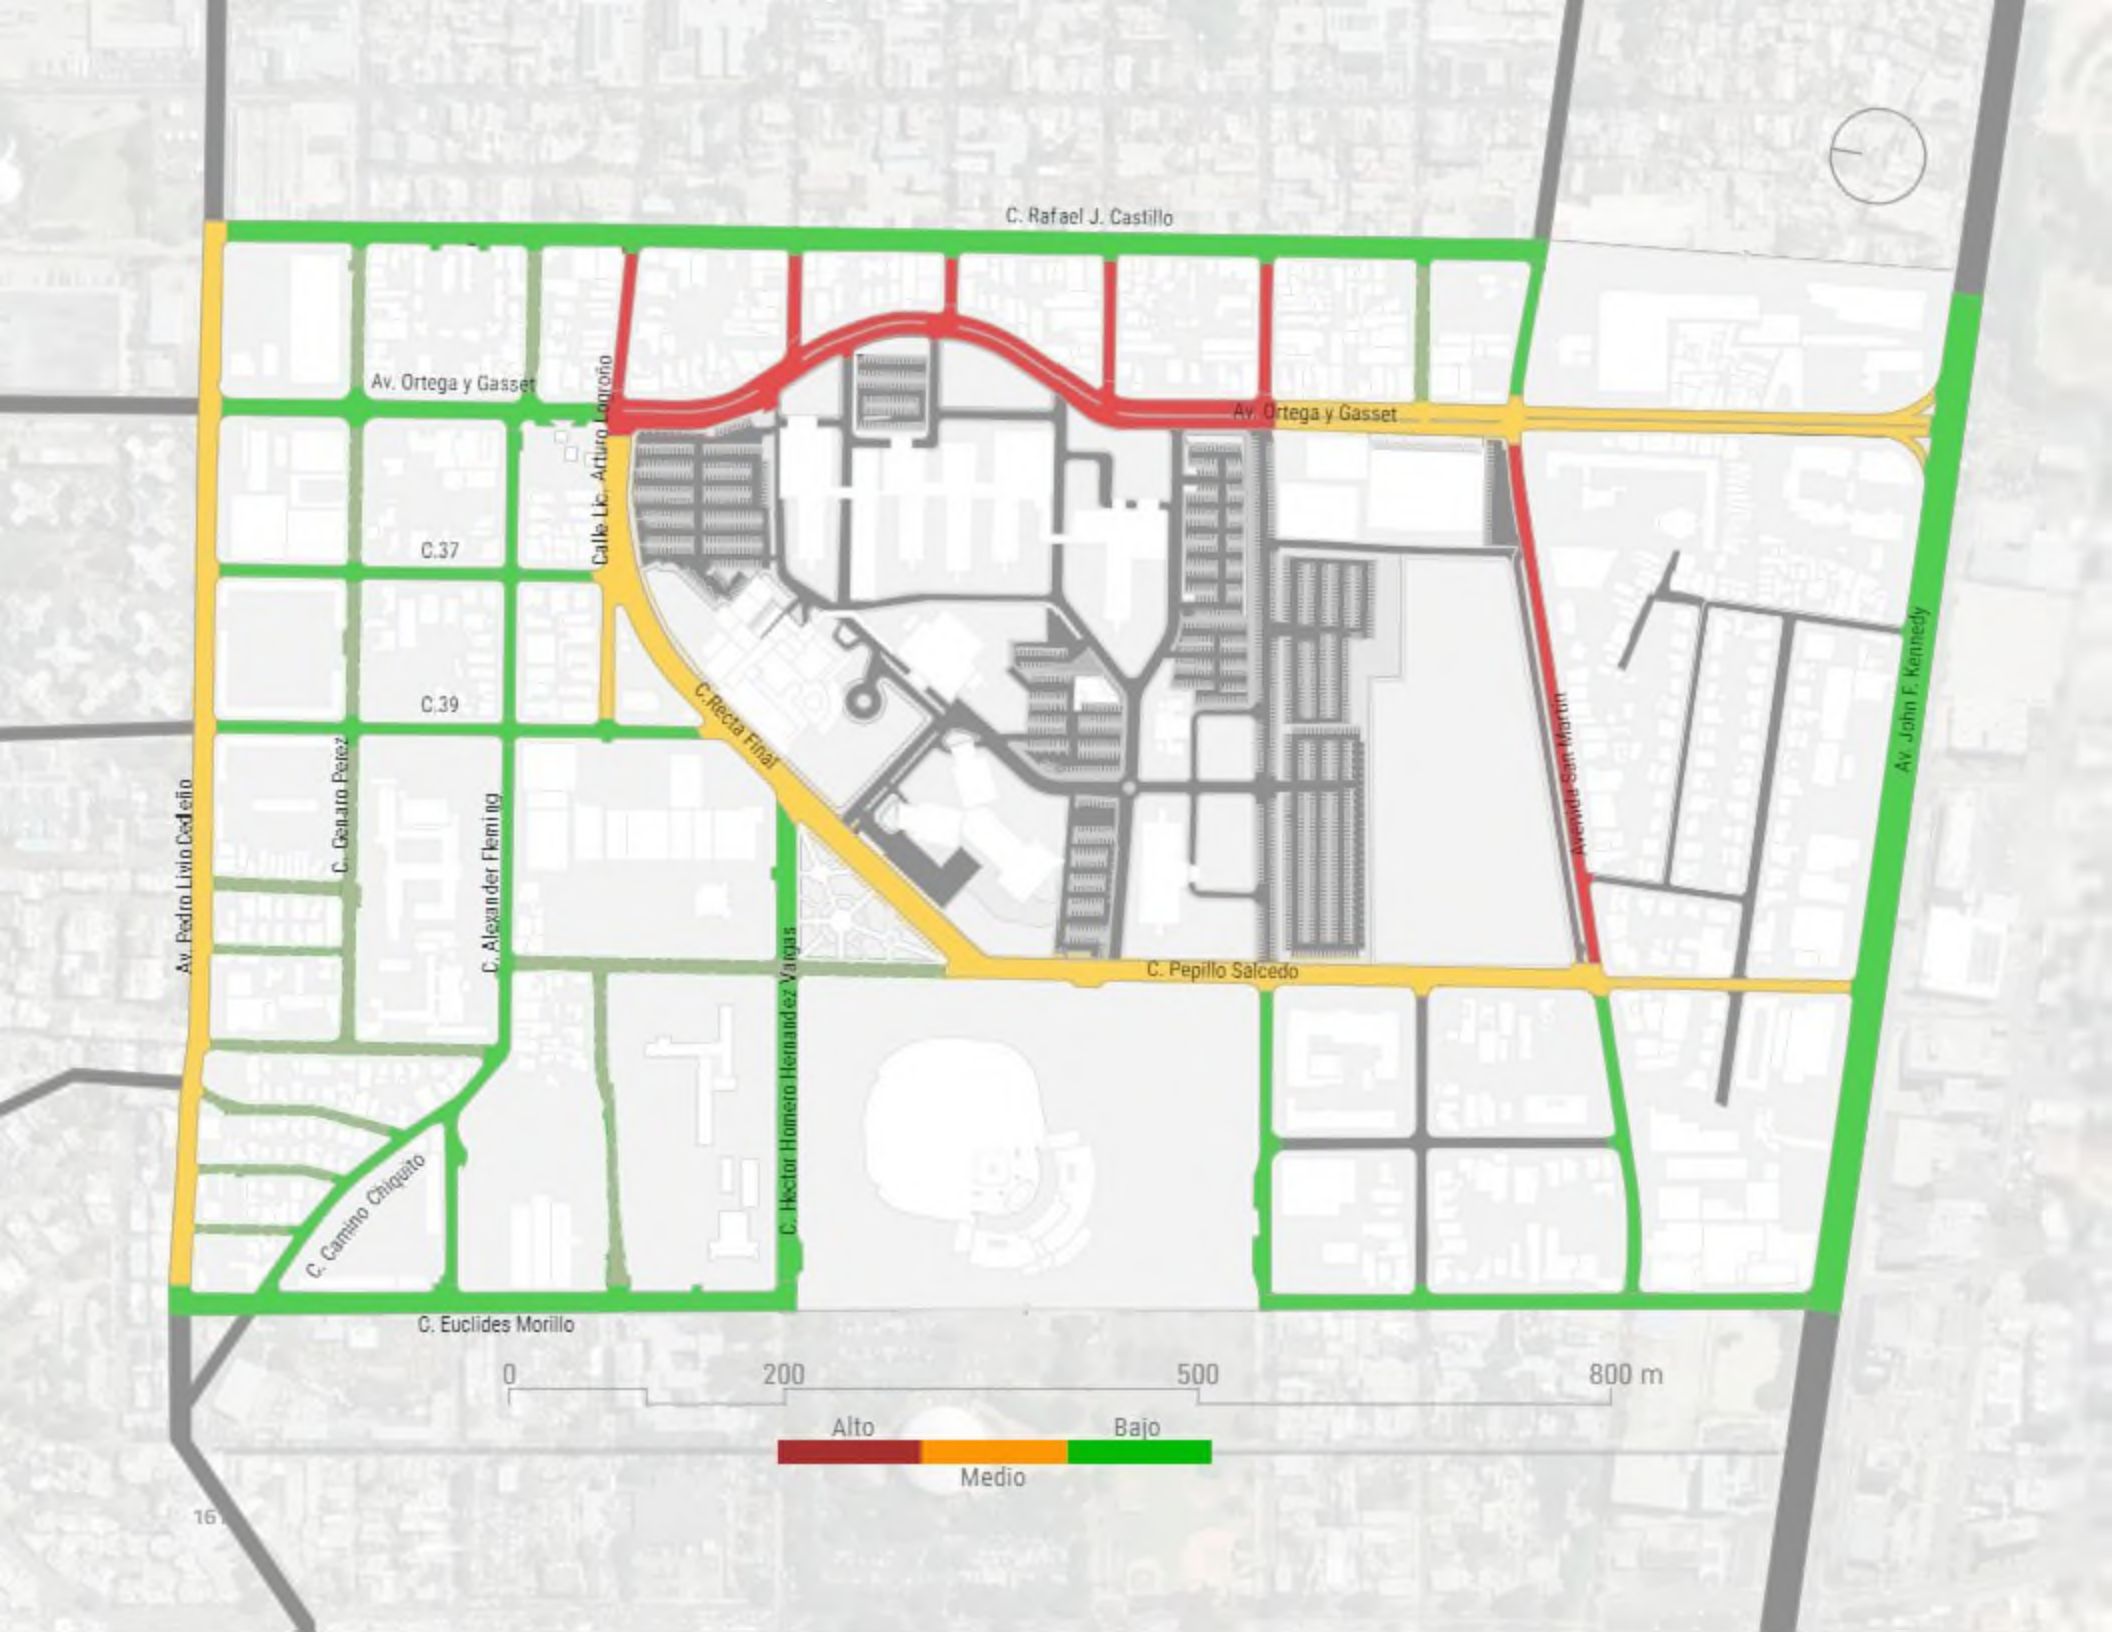 C. Rafael J. Castillo
Av. Ortega y Gasset
Calle Lic. Arturo Logroño
Av. Ortega y Gasset
C.37
C.39
C.Recta Final
Av. Pedro Livio Cedeño
C. Genaro Perez
C. Alexander Fleming
Avenida San Martin
Av. John F. Kennedy
C. Hector Homero Hernandez Vargas
C. Pepillo Salcedo
C. Camino Chiquito
C. Euclides Morillo
0 200 500 800 m
Alto Bajo
Medio